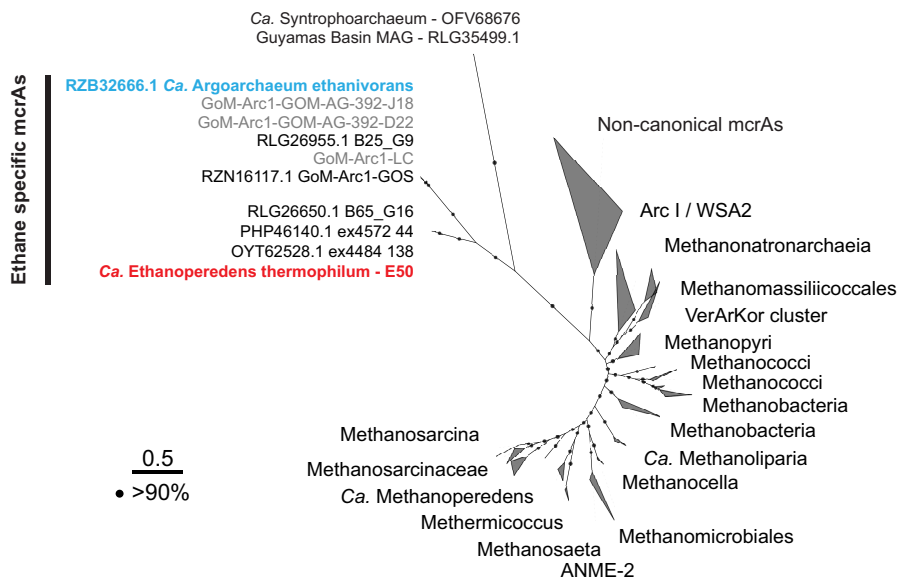 Ca. Syntrophoarchaeum - OFV68676
Guyamas Basin MAG - RLG35499.1
Ethane specific mcrAs
RZB32666.1 Ca. Argoarchaeum ethanivorans
GoM-Arc1-GOM-AG-392-J18
GoM-Arc1-GOM-AG-392-D22
RLG26955.1 B25_G9
GoM-Arc1-LC
RZN16117.1 GoM-Arc1-GOS
RLG26650.1 B65_G16
PHP46140.1 ex4572 44
OYT62528.1 ex4484 138
Ca. Ethanoperedens thermophilum - E50
Non-canonical mcrAs
Arc I / WSA2
Methanonatronarchaeia
Methanomassiliicoccales
VerArKor cluster
Methanopyri
Methanococci
Methanococci
Methanobacteria
Methanobacteria
Ca. Methanoliparia
Methanocella
Methanomicrobiales
ANME-2
Methanosaeta
Methermicoccus
Ca. Methanoperedens
Methanosarcinaceae
Methanosarcina
0.5
>90%